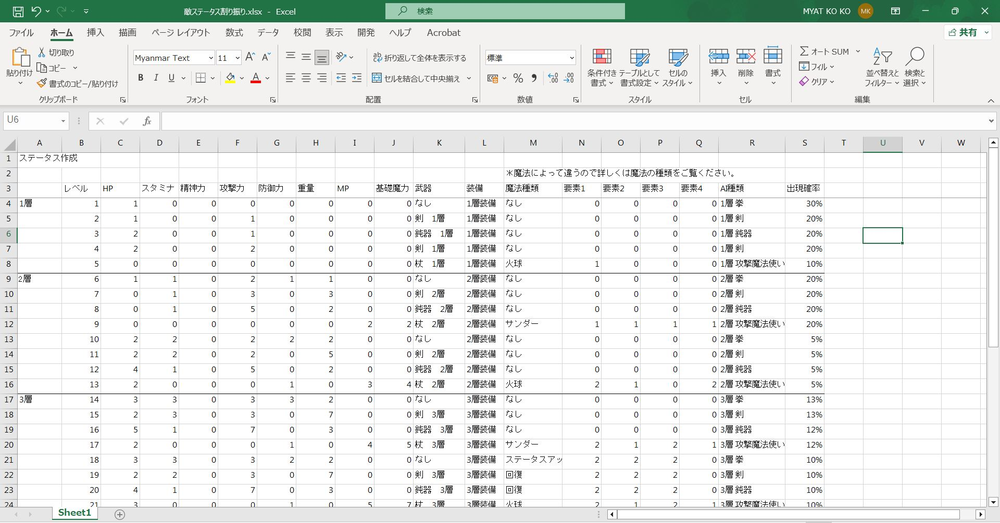 敵ステータス割り振り.xlsx - Excel
検索
MYAT KO KO
MK
ファイル ホーム 挿入 描画 ページ レイアウト 数式 データ 校閲 表示 開発 ヘルプ Acrobat
共有
貼り付け
切り取り
コピー
書式のコピー/貼り付け
クリップボード
Myanmar Text 11
B I U
フォント
折り返して全体を表示する
セルを結合して中央揃え
配置
標準
数値
条件付き書式
テーブルとして書式設定
セルのスタイル
スタイル
挿入 削除 書式
セル
オート SUM
フィル
クリア
並べ替えとフィルター
検索と選択
編集
U6
fx
A B C D E F G H I J K L M N O P Q R S T U V W
1 ステータス作成
2 ※魔法によって違うので詳しくは魔法の種類をご覧ください。
3 レベル HP スタミナ 精神力 攻撃力 防御力 重量 MP 基礎魔力 武器 装備 魔法種類 要素1 要素2 要素3 要素4 AI種類 出現確率
4 1層 1 1 0 0 0 0 0 0 0 なし 1層装備 なし 0 0 0 0 1層 拳 30%
5 2 1 0 0 1 0 0 0 0 剣　1層 1層装備 なし 0 0 0 0 1層 剣 20%
6 3 2 0 0 1 0 0 0 0 鈍器　1層 1層装備 なし 0 0 0 0 1層 鈍器 20%
7 4 2 0 0 2 0 0 0 0 剣　1層 1層装備 なし 0 0 0 0 1層 剣 20%
8 5 0 0 0 0 0 0 0 0 杖　1層 1層装備 火球 1 0 0 0 1層 攻撃魔法使い 10%
9 2層 6 1 1 0 2 1 1 0 0 なし 2層装備 なし 0 0 0 0 2層 拳 20%
10 7 0 1 0 3 0 3 0 0 剣　2層 2層装備 なし 0 0 0 0 2層 剣 20%
11 8 0 1 0 5 0 2 0 0 鈍器　2層 2層装備 なし 0 0 0 0 2層 鈍器 20%
12 9 0 0 0 0 0 0 2 2 杖　2層 2層装備 サンダー 1 1 1 1 2層 攻撃魔法使い 20%
13 10 2 2 0 2 2 2 0 0 なし 2層装備 なし 0 0 0 0 2層 拳 5%
14 11 2 2 0 2 0 5 0 0 剣　2層 2層装備 なし 0 0 0 0 2層 剣 5%
15 12 4 1 0 5 0 2 0 0 鈍器　2層 2層装備 なし 0 0 0 0 2層 鈍器 5%
16 13 2 0 0 0 1 0 3 4 杖　2層 2層装備 火球 2 1 0 2 2層 攻撃魔法使い 5%
17 3層 14 3 3 0 3 3 2 0 0 なし 3層装備 なし 0 0 0 0 3層 拳 13%
18 15 2 3 0 3 0 7 0 0 剣　3層 3層装備 なし 0 0 0 0 3層 剣 13%
19 16 5 1 0 7 0 3 0 0 鈍器　3層 3層装備 なし 0 0 0 0 3層 鈍器 12%
20 17 2 0 0 0 1 0 4 5 杖　3層 3層装備 サンダー 2 1 2 1 3層 攻撃魔法使い 12%
21 18 3 3 0 3 2 2 0 0 なし 3層装備 ステータスアッ 2 2 2 0 3層 拳 10%
22 19 2 2 0 3 0 7 0 0 剣　3層 3層装備 回復 2 2 2 0 3層 剣 10%
23 20 4 1 0 7 0 3 0 0 鈍器　3層 3層装備 回復 2 2 2 0 3層 鈍器 10%
24 21 3 0 0 0 1 0 5 7 杖　3層 3層装備 火球 2 1 2 1 3層 攻撃魔法使い 10%
Sheet1